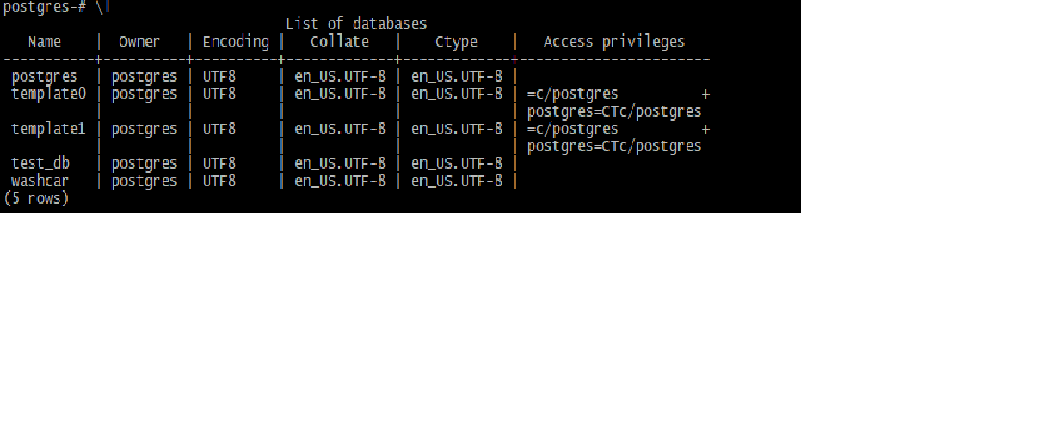 postgres-# \l
List of databases
Name | Owner | Encoding | Collate | Ctype | Access privileges
-----------+----------+----------+-------------+-------------+-----------------------
postgres | postgres | UTF8 | en_US.UTF-8 | en_US.UTF-8 |
template0 | postgres | UTF8 | en_US.UTF-8 | en_US.UTF-8 | =c/postgres +
| | | | | postgres=CTc/postgres
template1 | postgres | UTF8 | en_US.UTF-8 | en_US.UTF-8 | =c/postgres +
| | | | | postgres=CTc/postgres
test_db | postgres | UTF8 | en_US.UTF-8 | en_US.UTF-8 |
washcar | postgres | UTF8 | en_US.UTF-8 | en_US.UTF-8 |
(5 rows)